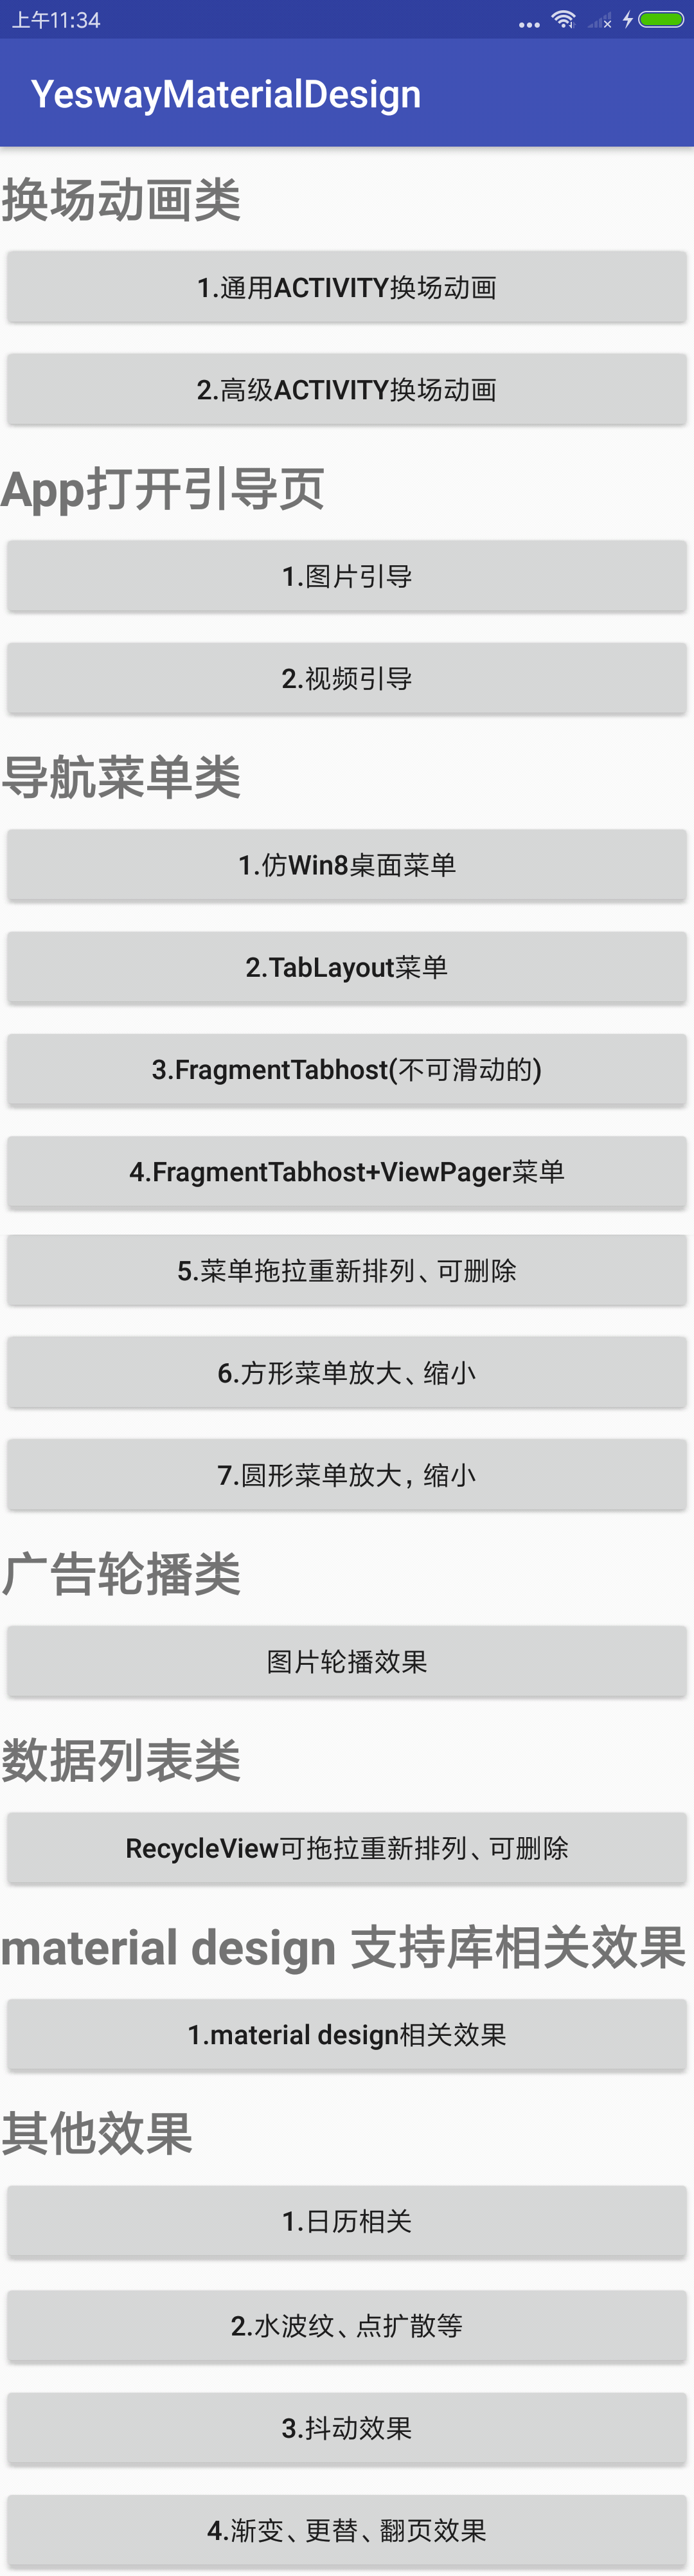 上午11:34
YeswayMaterialDesign
换场动画类
1.通用ACTIVITY换场动画
2.高级ACTIVITY换场动画
App打开引导页
1.图片引导
2.视频引导
导航菜单类
1.仿Win8桌面菜单
2.TabLayout菜单
3.FragmentTabhost(不可滑动的)
4.FragmentTabhost+ViewPager菜单
5.菜单拖拉重新排列、可删除
6.方形菜单放大、缩小
7.圆形菜单放大，缩小
广告轮播类
图片轮播效果
数据列表类
RecycleView可拖拉重新排列、可删除
material design 支持库相关效果
1.material design相关效果
其他效果
1.日历相关
2.水波纹、点扩散等
3.抖动效果
4.渐变、更替、翻页效果